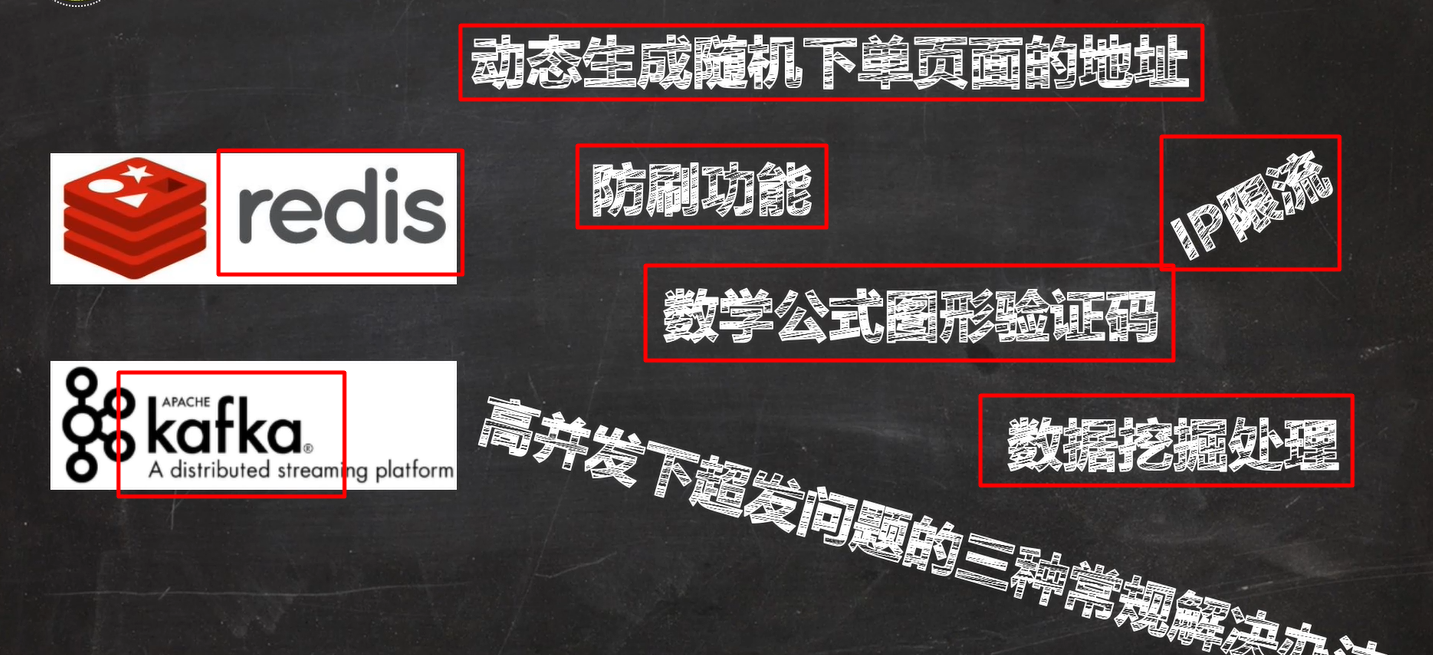 动态生成随机下单页面的地址
redis
防刷功能
IP限流
数学公式图形验证码
APACHE
kafka®
A distributed streaming platform
数据挖掘处理
高并发下超发问题的三种常规解决办法